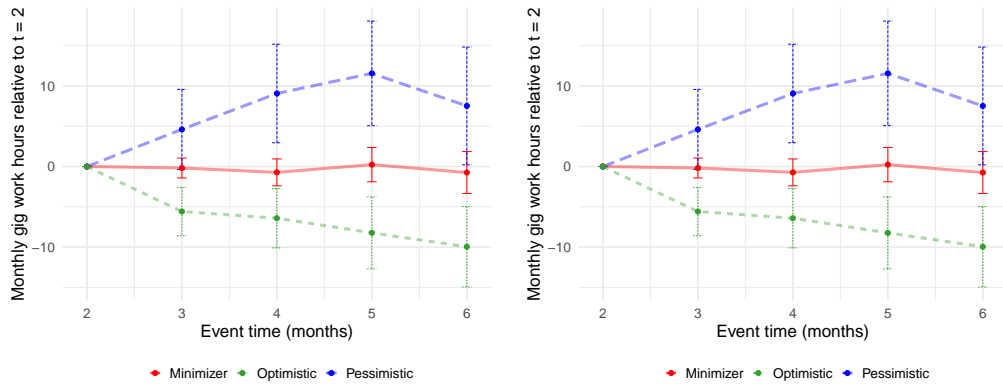 Monthly gig work hours relative to t = 2
10
0
−10
2 3 4 5 6
Event time (months)
Minimizer Optimistic Pessimistic
Monthly gig work hours relative to t = 2
10
0
−10
2 3 4 5 6
Event time (months)
Minimizer Optimistic Pessimistic